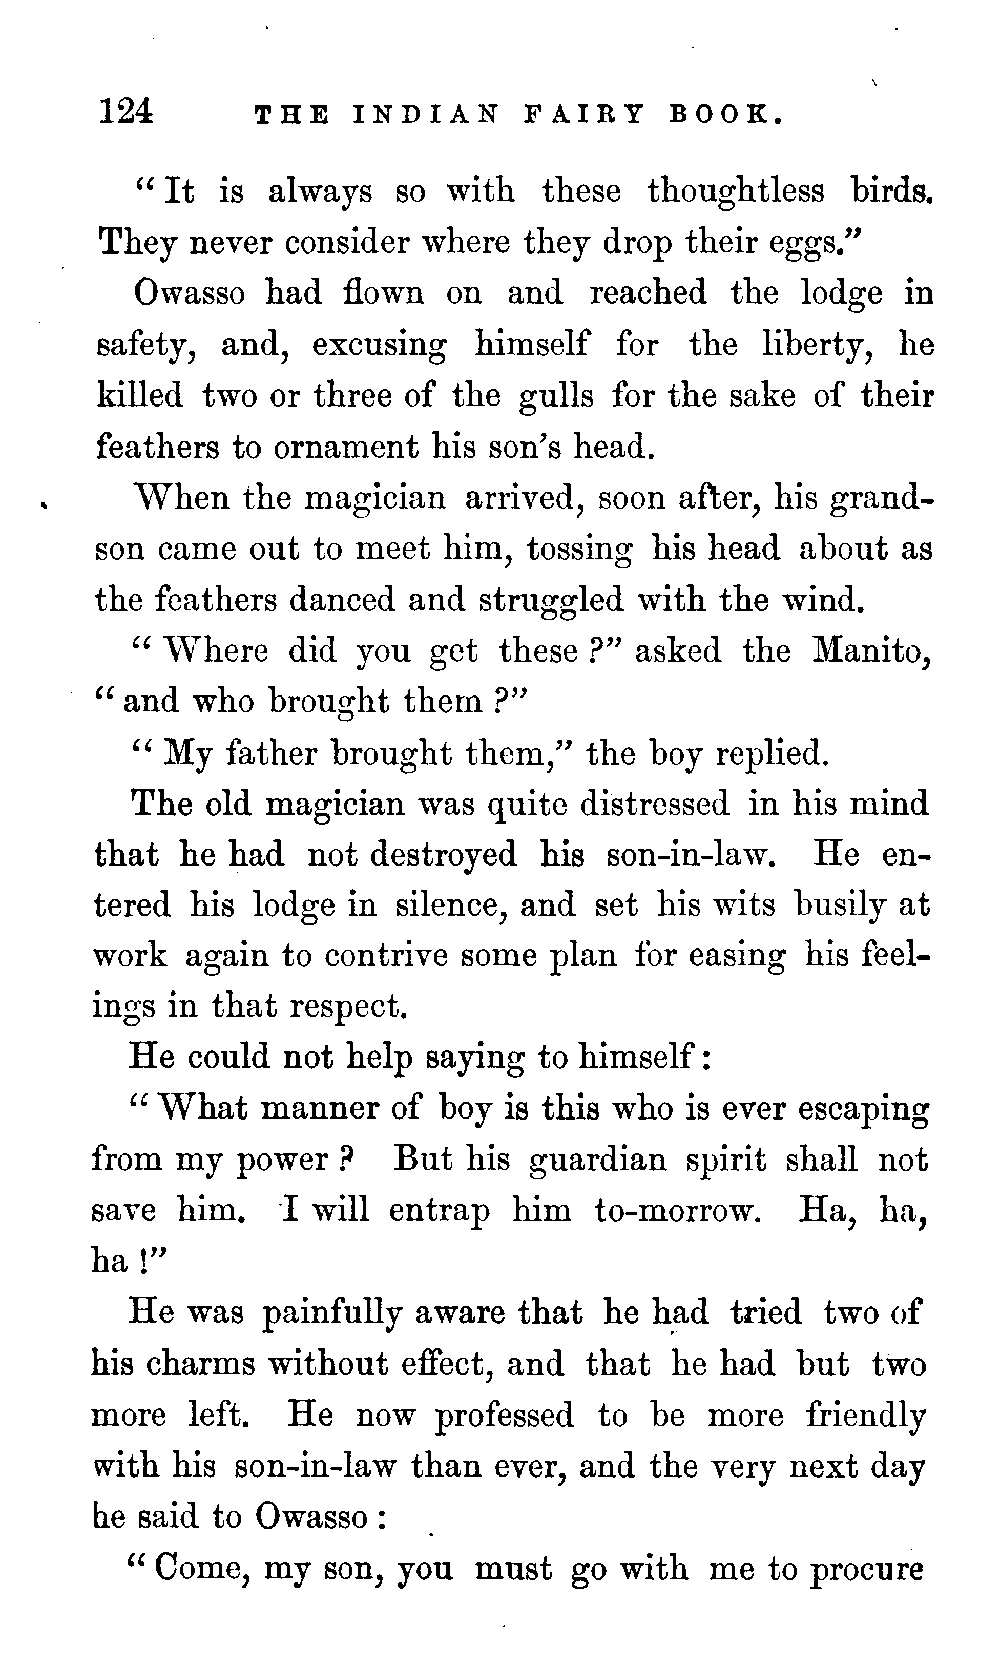 124 THE INDIAN FAIRY BOOK.
“It is always so with these thoughtless birds.
They never consider where they drop their eggs.”
Owasso had flown on and reached the lodge in
safety, and, excusing himself for the liberty, he
killed two or three of the gulls for the sake of their
feathers to ornament his son’s head.
When the magician arrived, soon after, his grand-
son came out to meet him, tossing his head about as
the feathers danced and struggled with the wind.
“Where did you get these?” asked the Manito,
“and who brought them?”
“My father brought them,” the boy replied.
The old magician was quite distressed in his mind
that he had not destroyed his son-in-law. He en-
tered his lodge in silence, and set his wits busily at
work again to contrive some plan for easing his feel-
ings in that respect.
He could not help saying to himself:
“What manner of boy is this who is ever escaping
from my power? But his guardian spirit shall not
save him. I will entrap him to-morrow. Ha, ha,
ha!”
He was painfully aware that he had tried two of
his charms without effect, and that he had but two
more left. He now professed to be more friendly
with his son-in-law than ever, and the very next day
he said to Owasso:
“Come, my son, you must go with me to procure